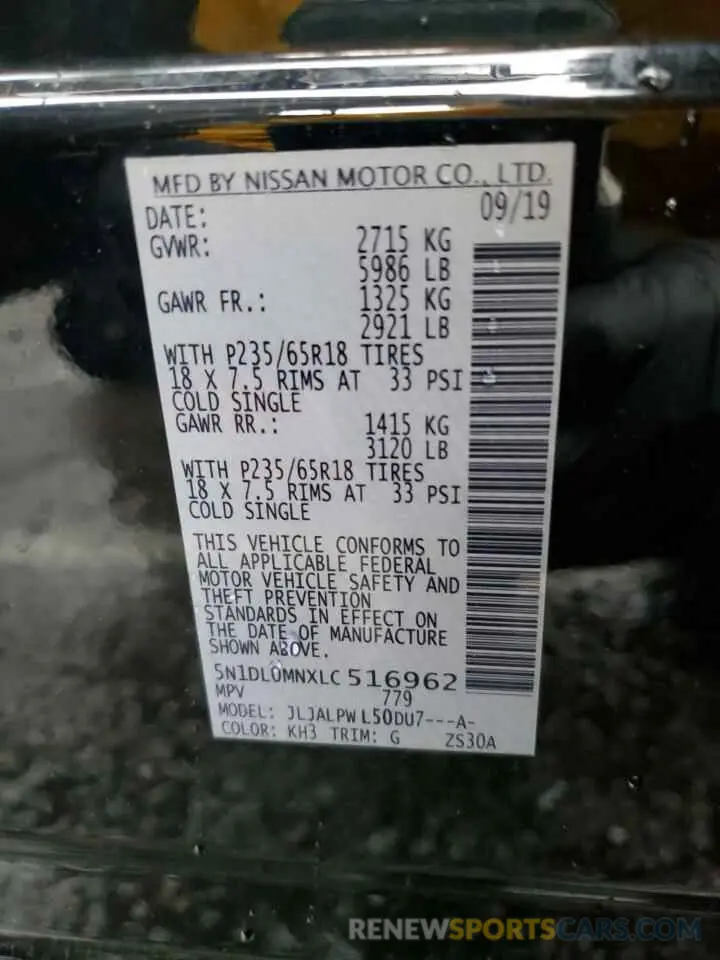 MFD BY NISSAN MOTOR CO., LTD.
DATE: 09/19
GVWR: 2715 KG
5986 LB
GAWR FR.: 1325 KG
2921 LB
WITH P235/65R18 TIRES
18 X 7.5 RIMS AT 33 PSI
COLD SINGLE
GAWR RR.: 1415 KG
3120 LB
WITH P235/65R18 TIRES
18 X 7.5 RIMS AT 33 PSI
COLD SINGLE
THIS VEHICLE CONFORMS TO
ALL APPLICABLE FEDERAL
MOTOR VEHICLE SAFETY AND
THEFT PREVENTION
STANDARDS IN EFFECT ON
THE DATE OF MANUFACTURE
SHOWN ABOVE.
5N1DL0MNXLC 516962
MPV 779
MODEL: JLJALPW L50DU7---A-
COLOR: KH3 TRIM: G ZS30A
RENEWSPORTSCARS.COM